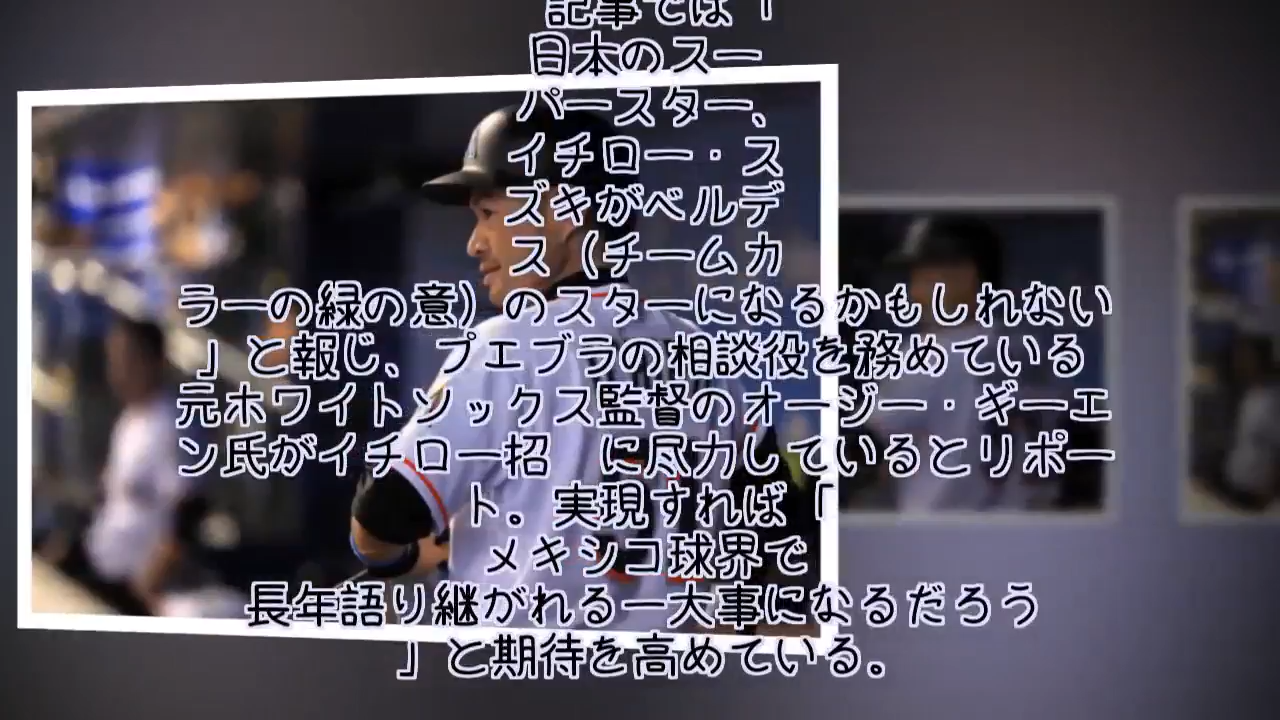 記事では「
日本のスー
パースター、
イチロー・ス
ズキがベルデ
ス（チームカ
ラーの緑の意）のスターになるかもしれない
」と報じ、プエブラの相談役を務めている
元ホワイトソックス監督のオージー・ギーエ
ン氏がイチロー招　に尽力しているとリポー
ト。実現すれば「
メキシコ球界で
長年語り継がれる一大事になるだろう
」と期待を高めている。